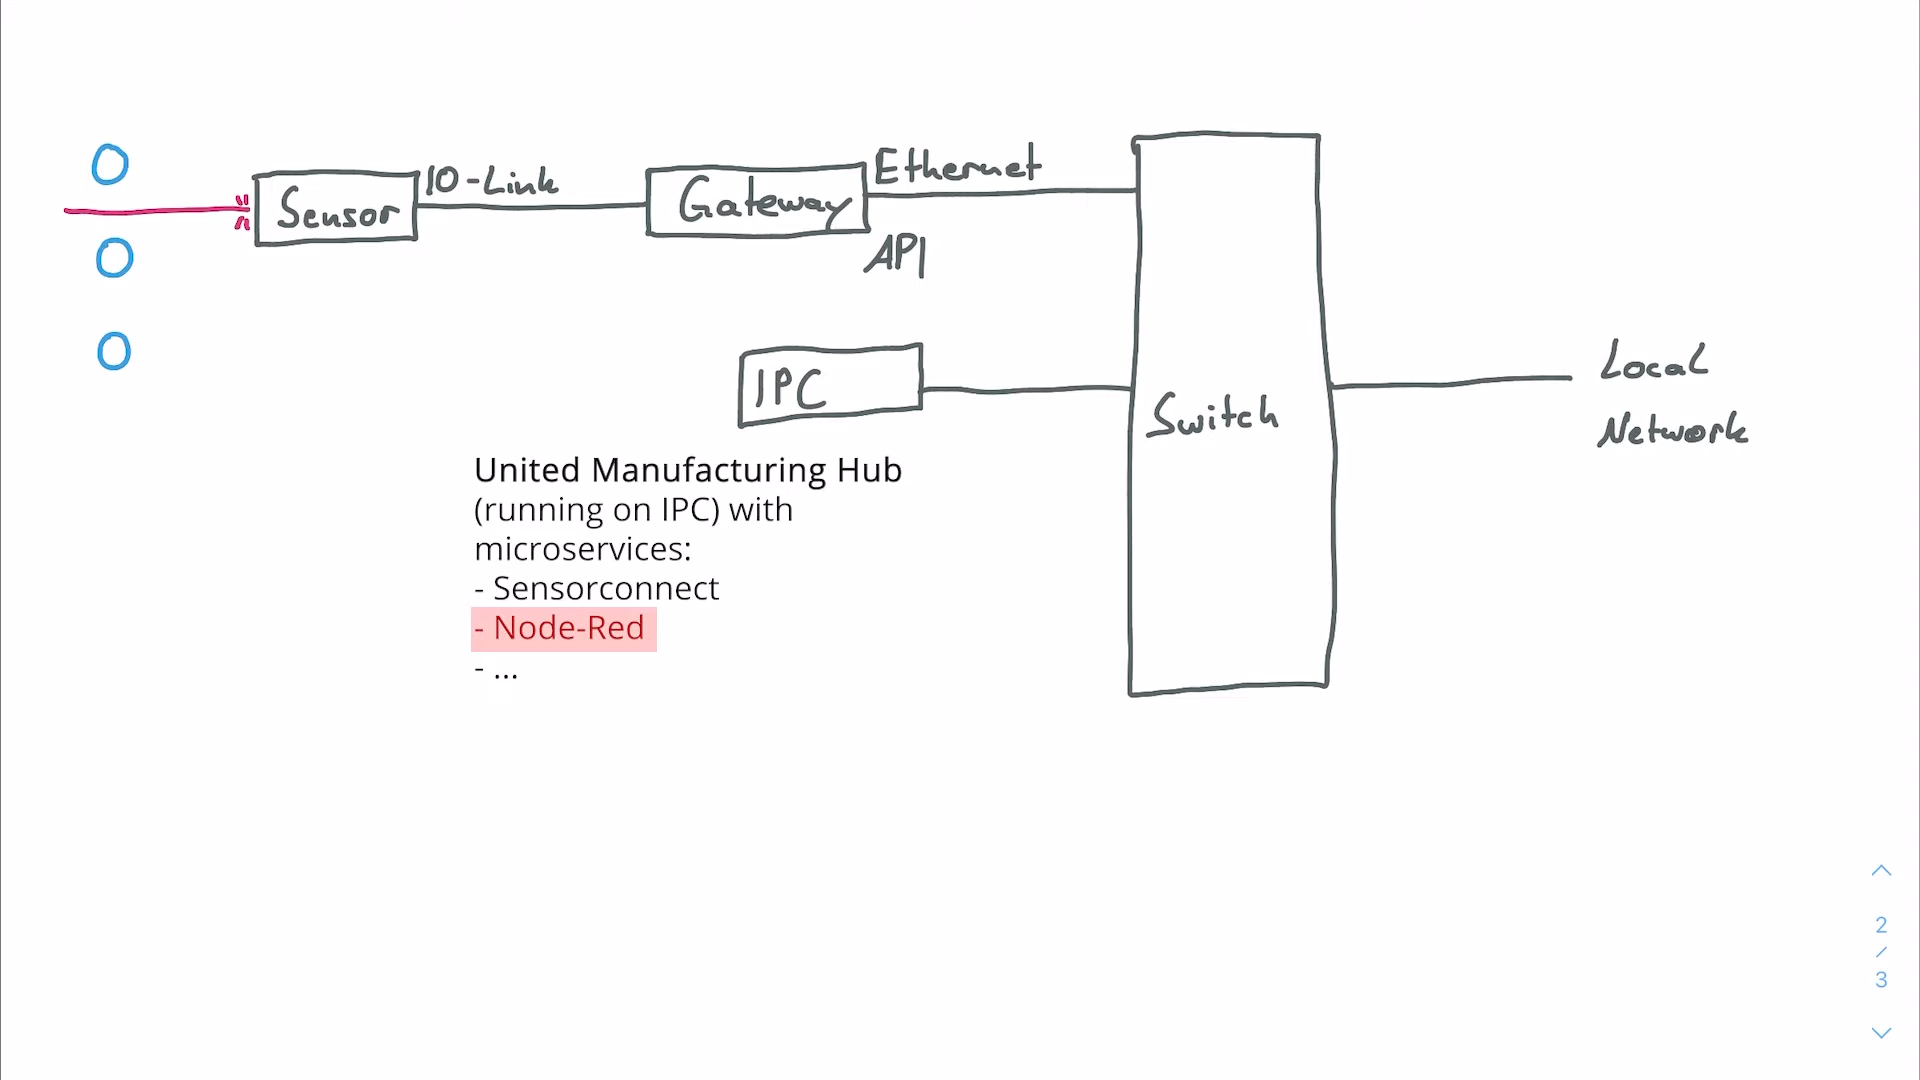 Sensor
IO-Link
Gateway
Ethernet
API
IPC
Switch
Local
Network
United Manufacturing Hub
(running on IPC) with
microservices:
- Sensorconnect
- Node-Red
- ...
2
/
3